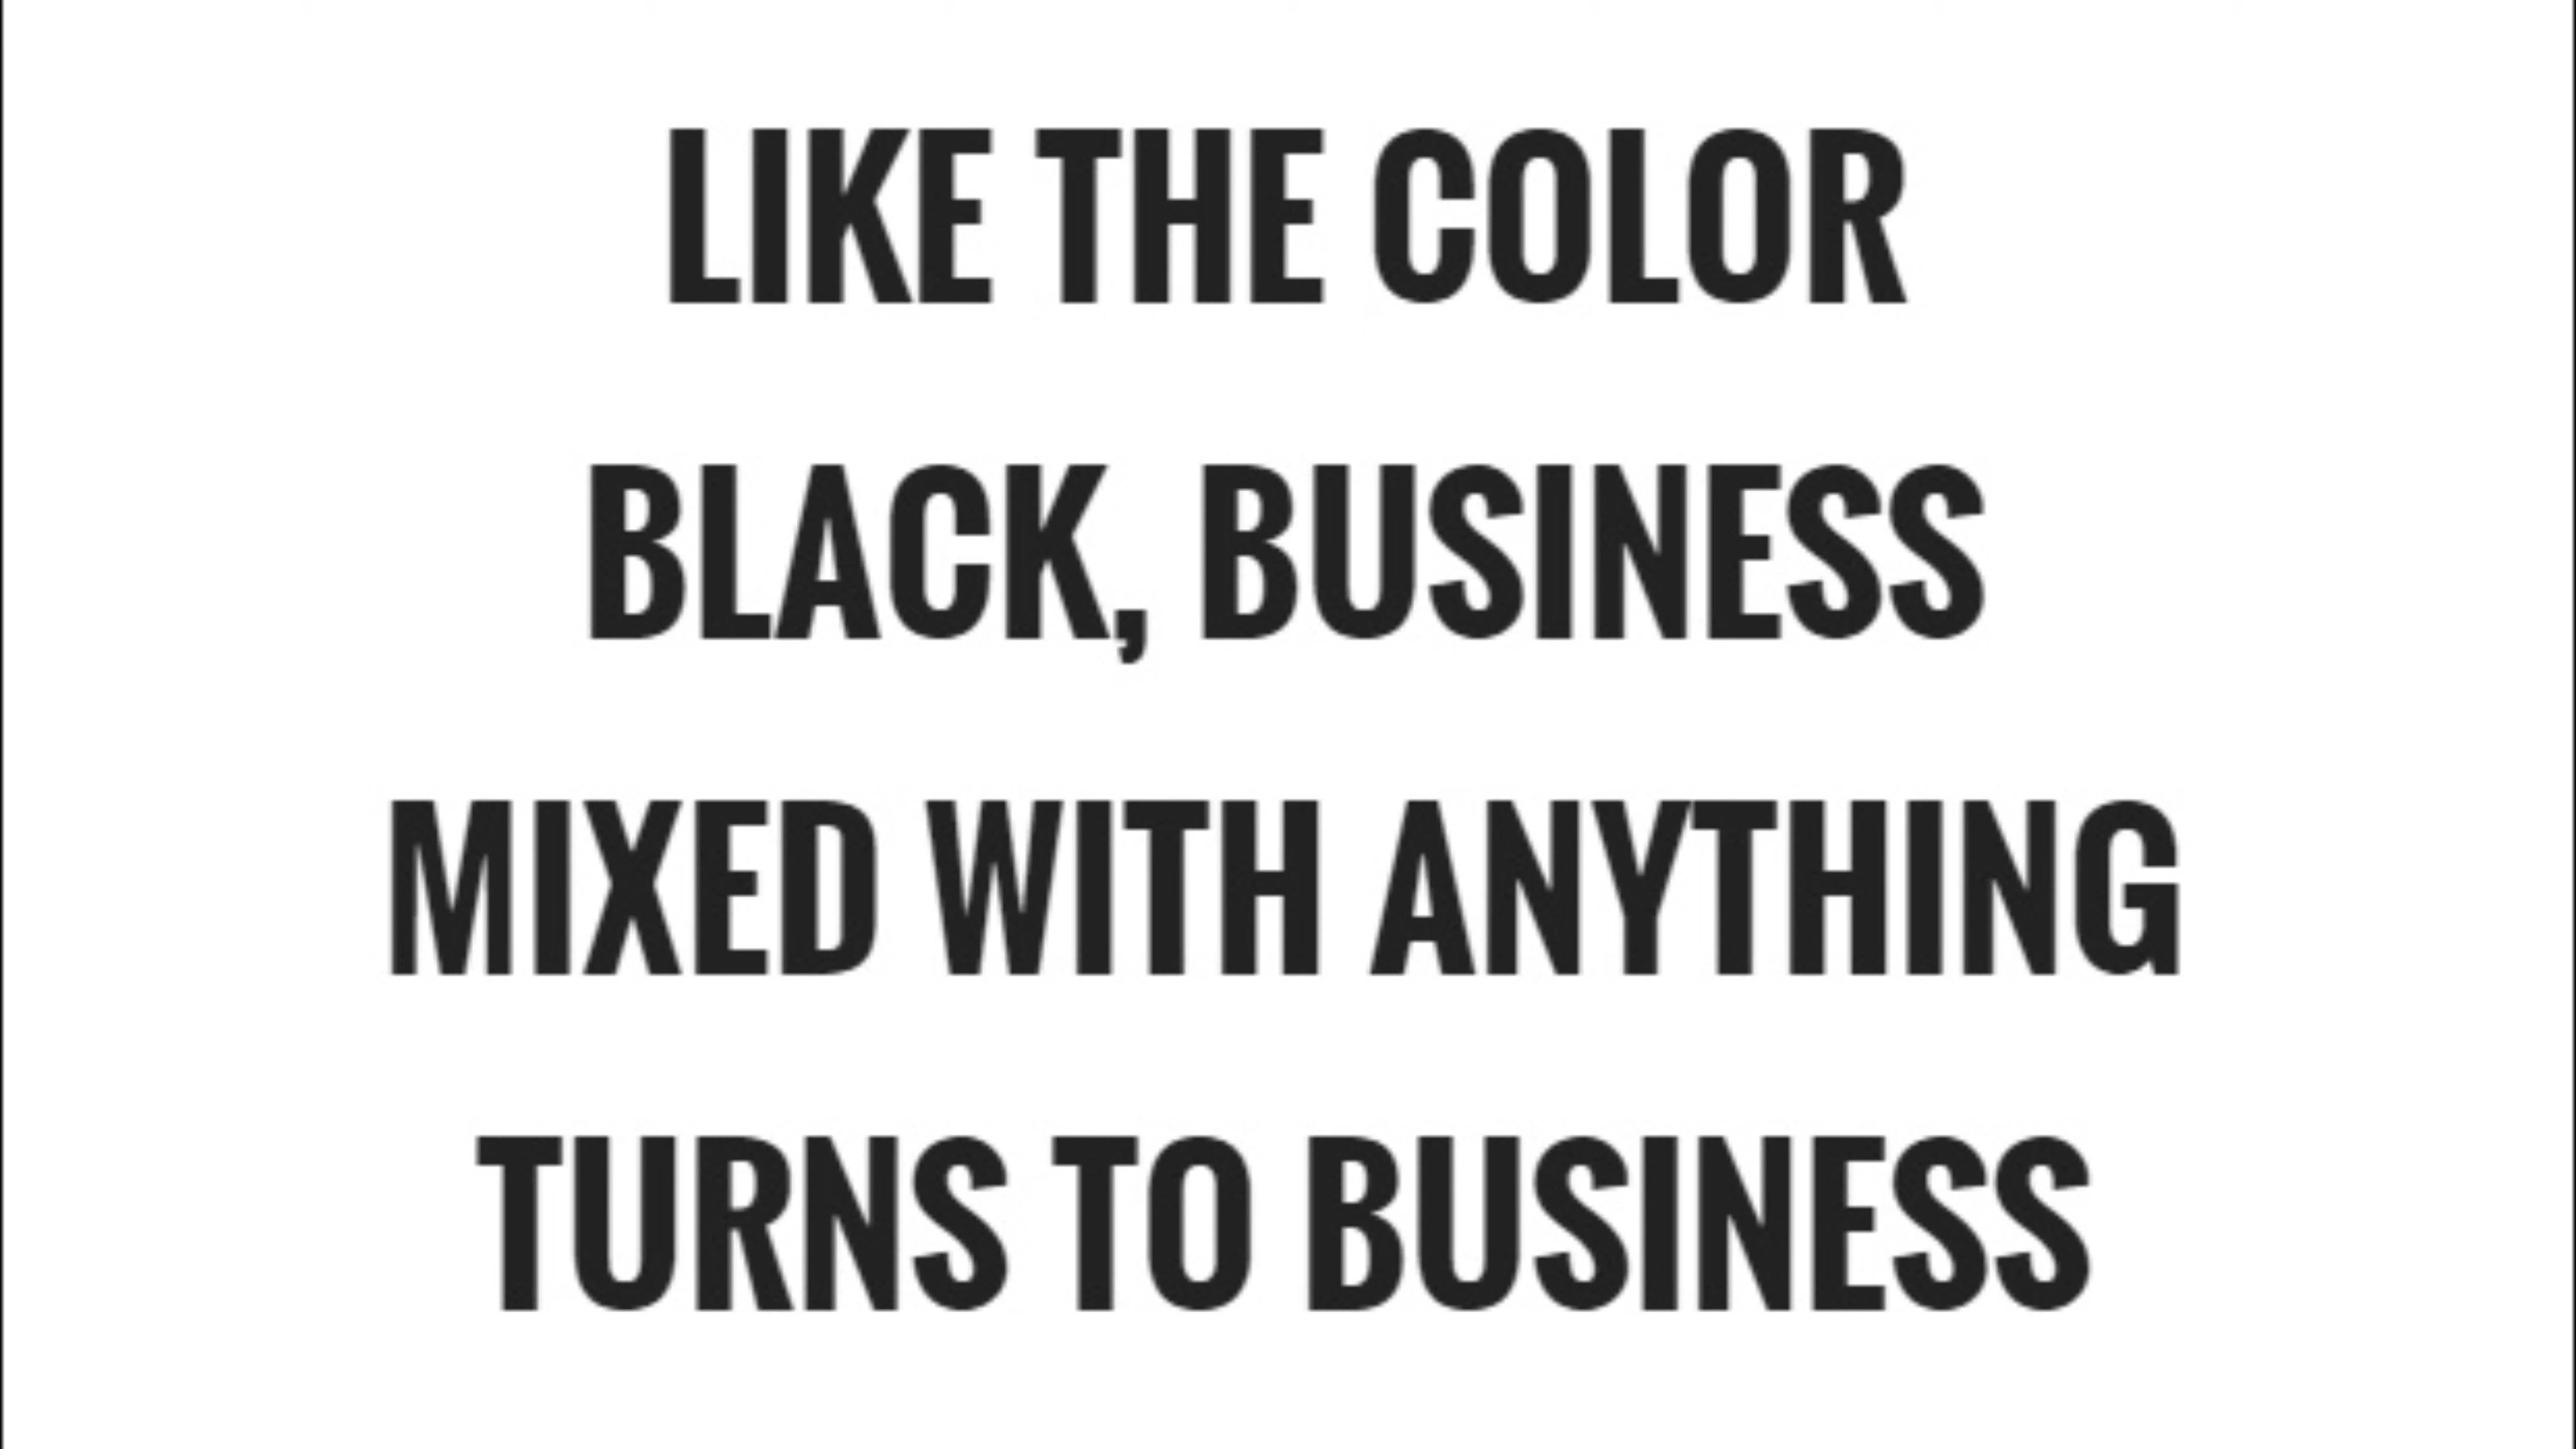 LIKE THE COLOR
BLACK, BUSINESS
MIXED WITH ANYTHING
TURNS TO BUSINESS